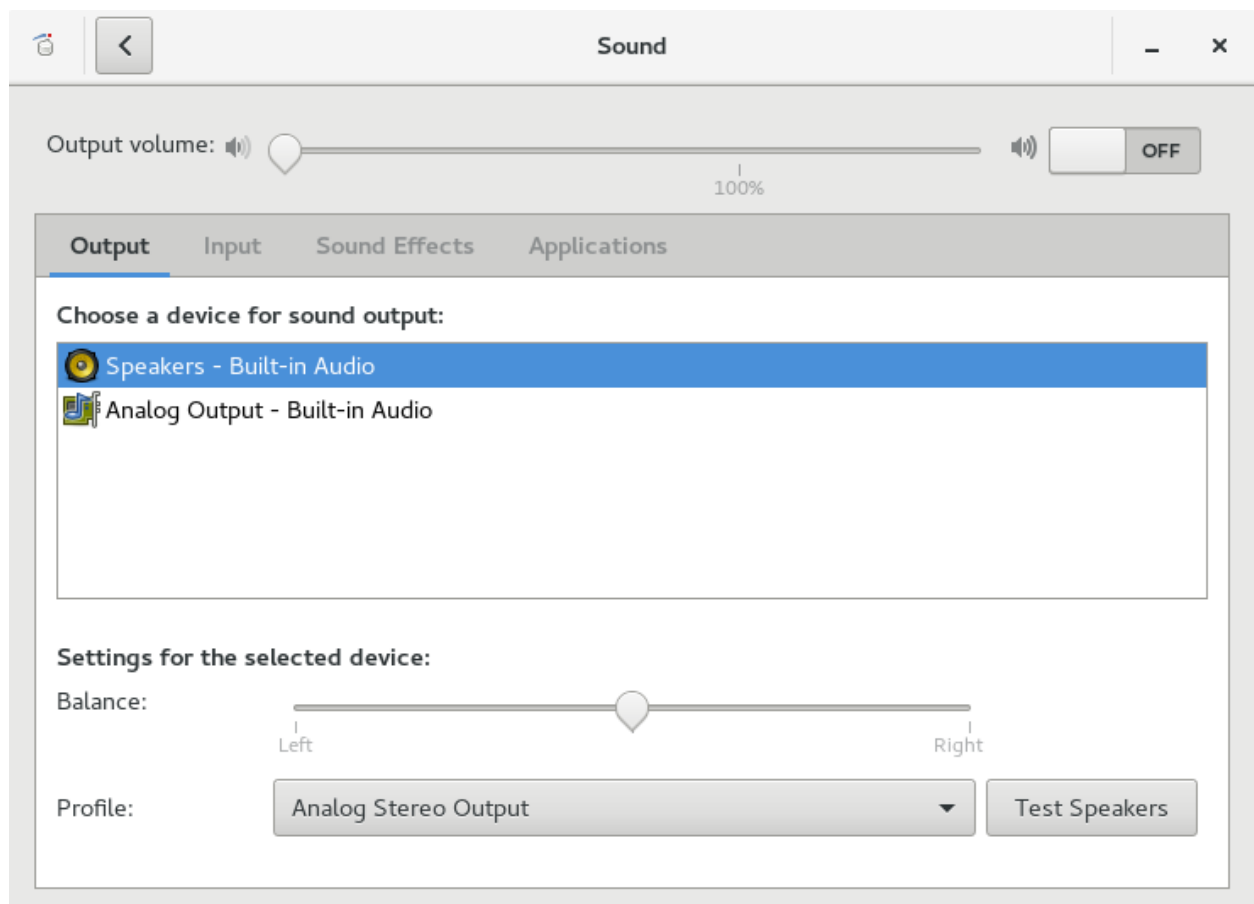 Sound
Output volume: OFF
100%
Output Input Sound Effects Applications
Choose a device for sound output:
Speakers - Built-in Audio
Analog Output - Built-in Audio
Settings for the selected device:
Balance:
Left Right
Profile: Analog Stereo Output Test Speakers